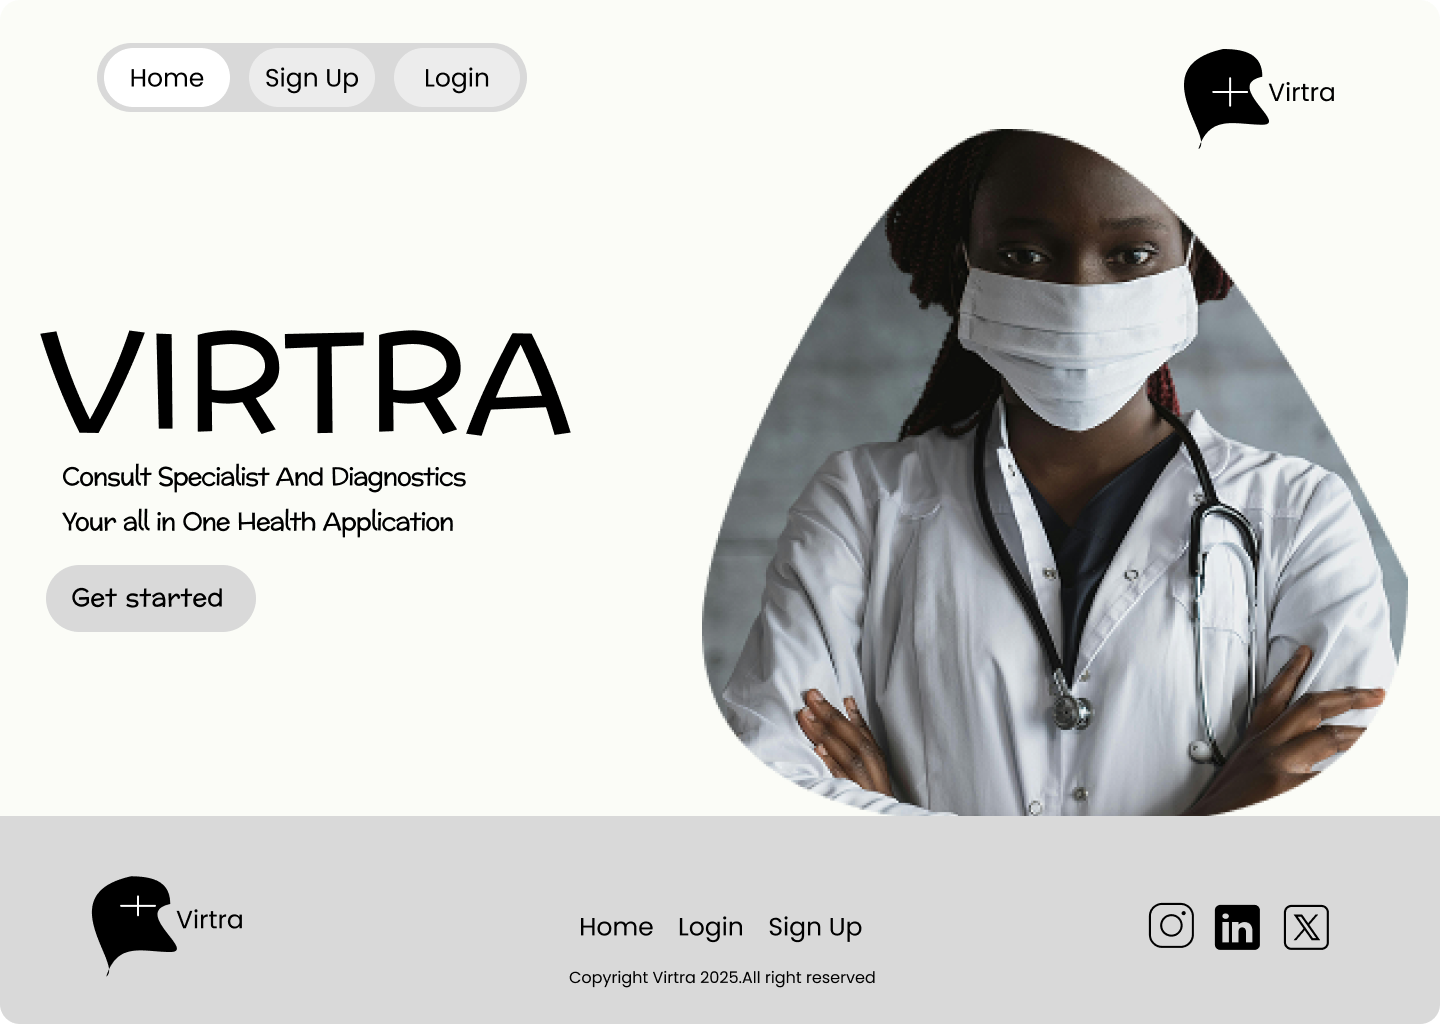 Home Sign Up Login
Virtra
VIRTRA
Consult Specialist And Diagnostics
Your all in One Health Application
Get started
Virtra
Home Login Sign Up
Copyright Virtra 2025.All right reserved
in
X